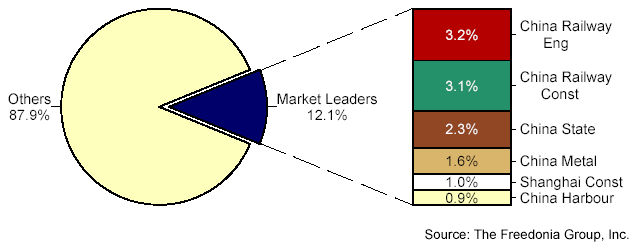 Others
87.9%
Market Leaders
12.1%
3.2%
China Railway
Eng
3.1%
China Railway
Const
2.3%
China State
1.6%
China Metal
1.0%
Shanghai Const
0.9%
China Harbour
Source: The Freedonia Group, Inc.